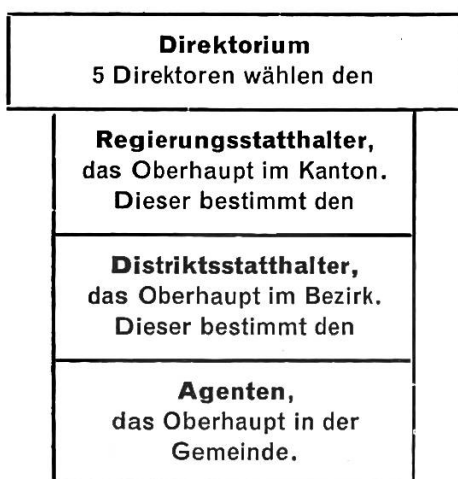 Direktorium
5 Direktoren wählen den
Regierungsstatthalter,
das Oberhaupt im Kanton.
Dieser bestimmt den
Distriktsstatthalter,
das Oberhaupt im Bezirk.
Dieser bestimmt den
Agenten,
das Oberhaupt in der
Gemeinde.